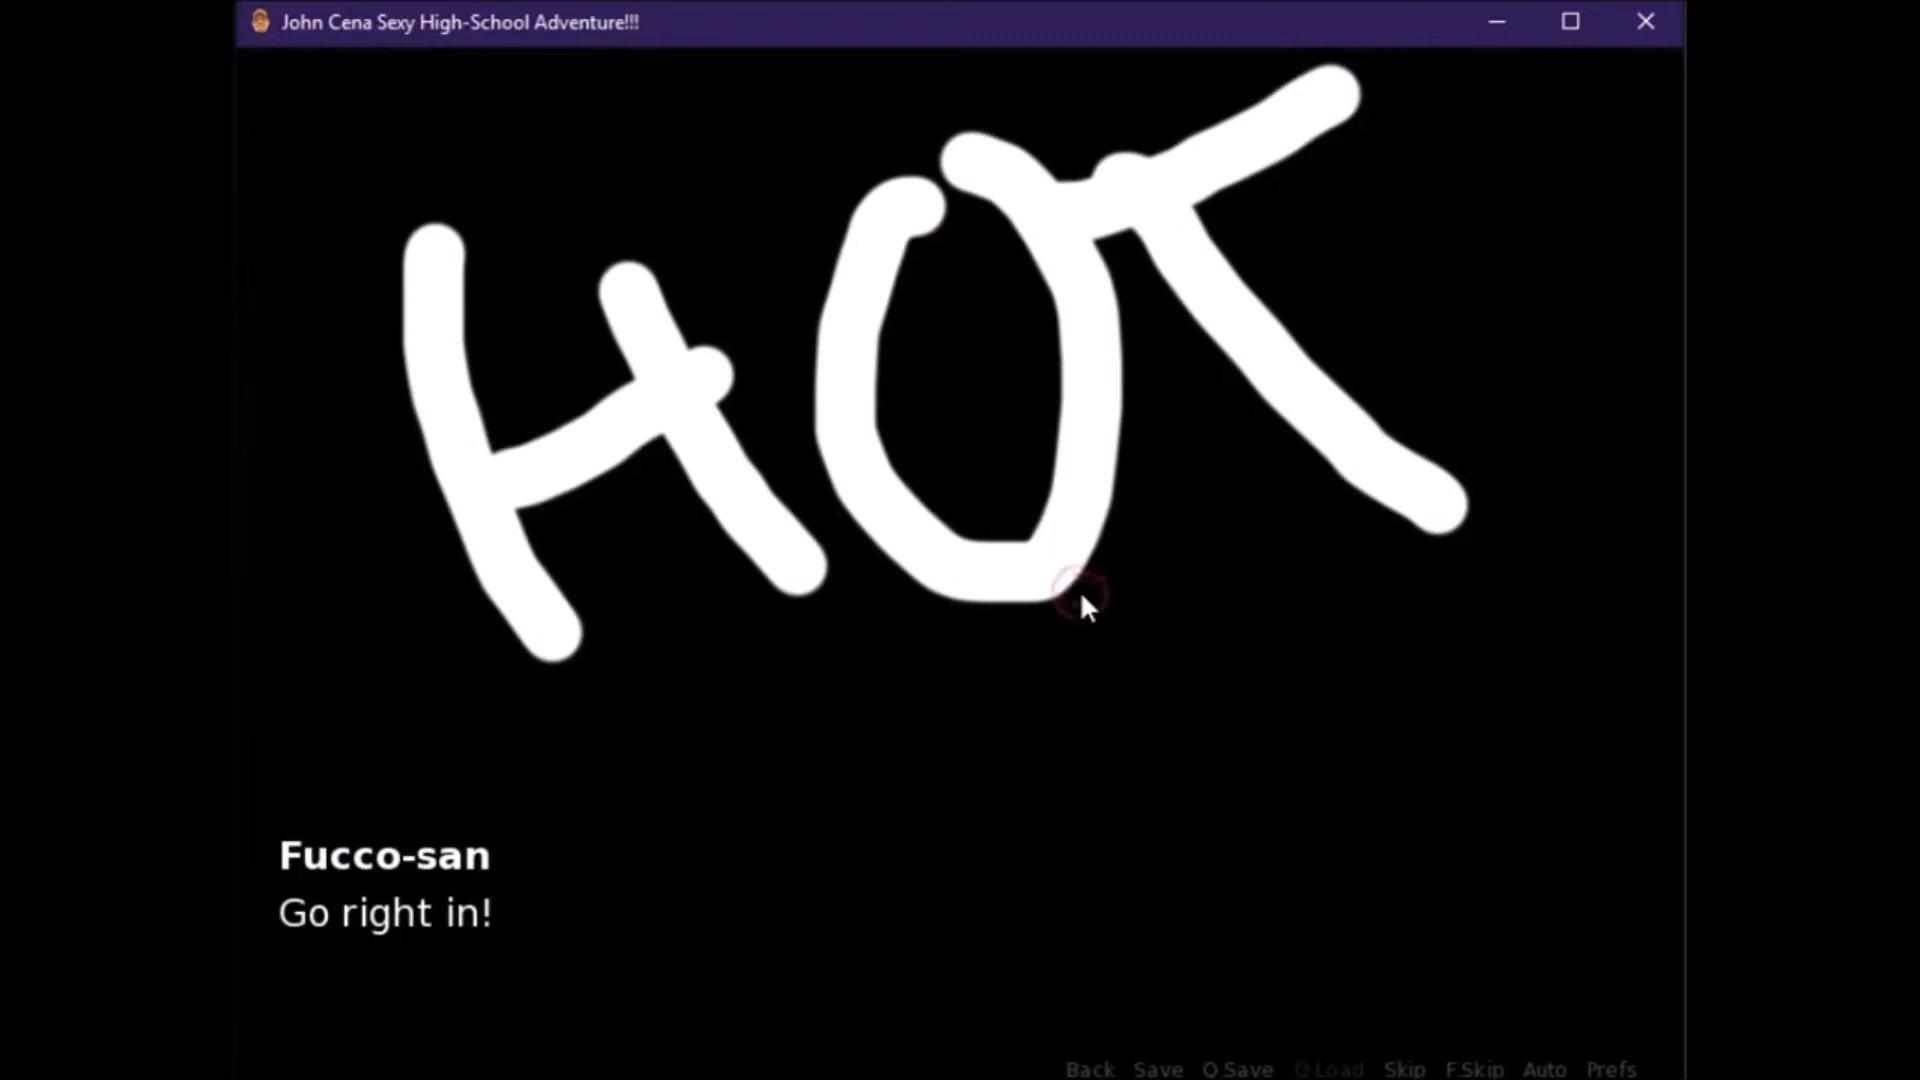 John Cena Sexy High-School Adventure!!!
HOT
Fucco-san
Go right in!
Back Save Q.Save Q.Load Skip F.Skip Auto Prefs